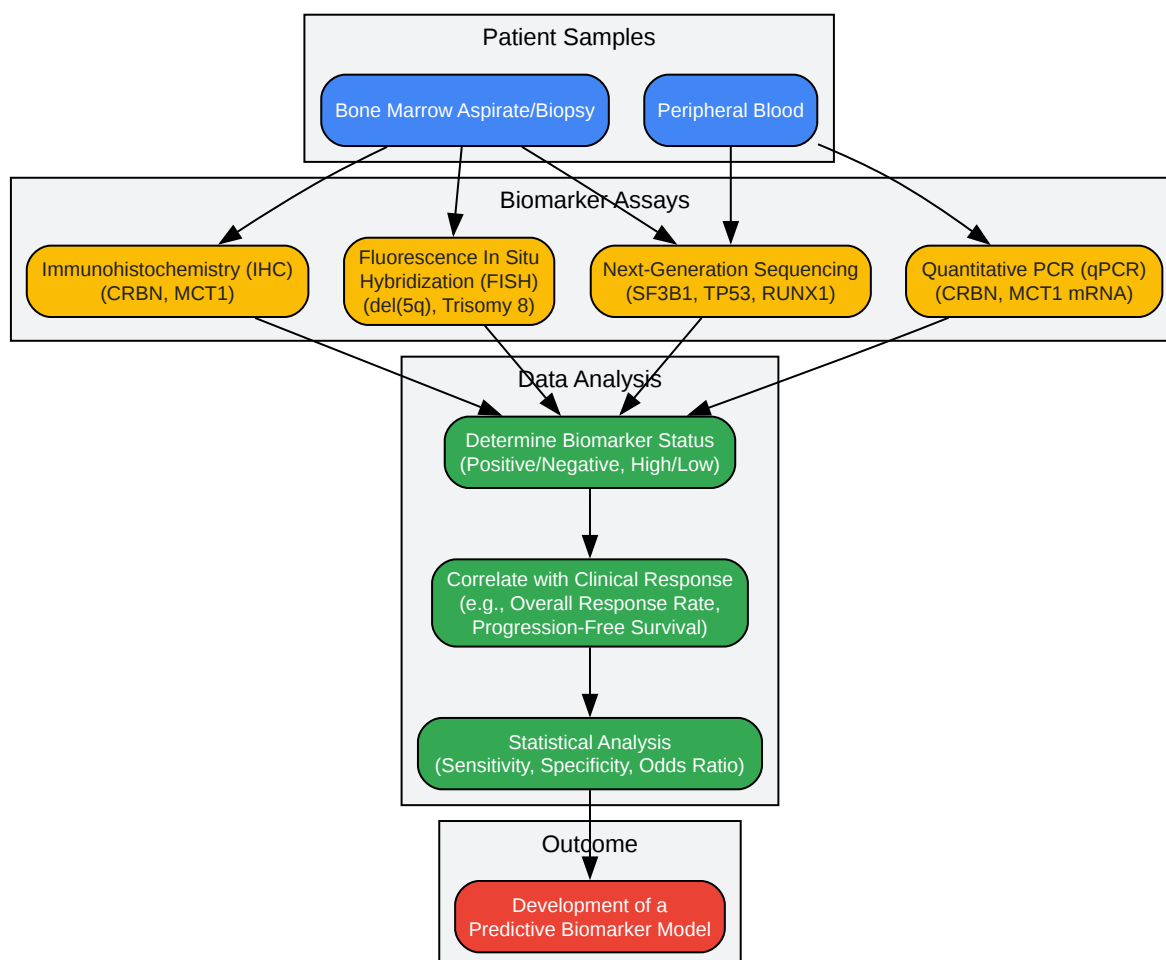 Patient Samples
Bone Marrow Aspirate/Biopsy
Peripheral Blood
Biomarker Assays
Immunohistochemistry (IHC)
(CRBN, MCT1)
Fluorescence In Situ
Hybridization (FISH)
(del(5q), Trisomy 8)
Next-Generation Sequencing
(SF3B1, TP53, RUNX1)
Quantitative PCR (qPCR)
(CRBN, MCT1 mRNA)
Data Analysis
Determine Biomarker Status
(Positive/Negative, High/Low)
Correlate with Clinical Response
(e.g., Overall Response Rate,
Progression-Free Survival)
Statistical Analysis
(Sensitivity, Specificity, Odds Ratio)
Outcome
Development of a
Predictive Biomarker Model